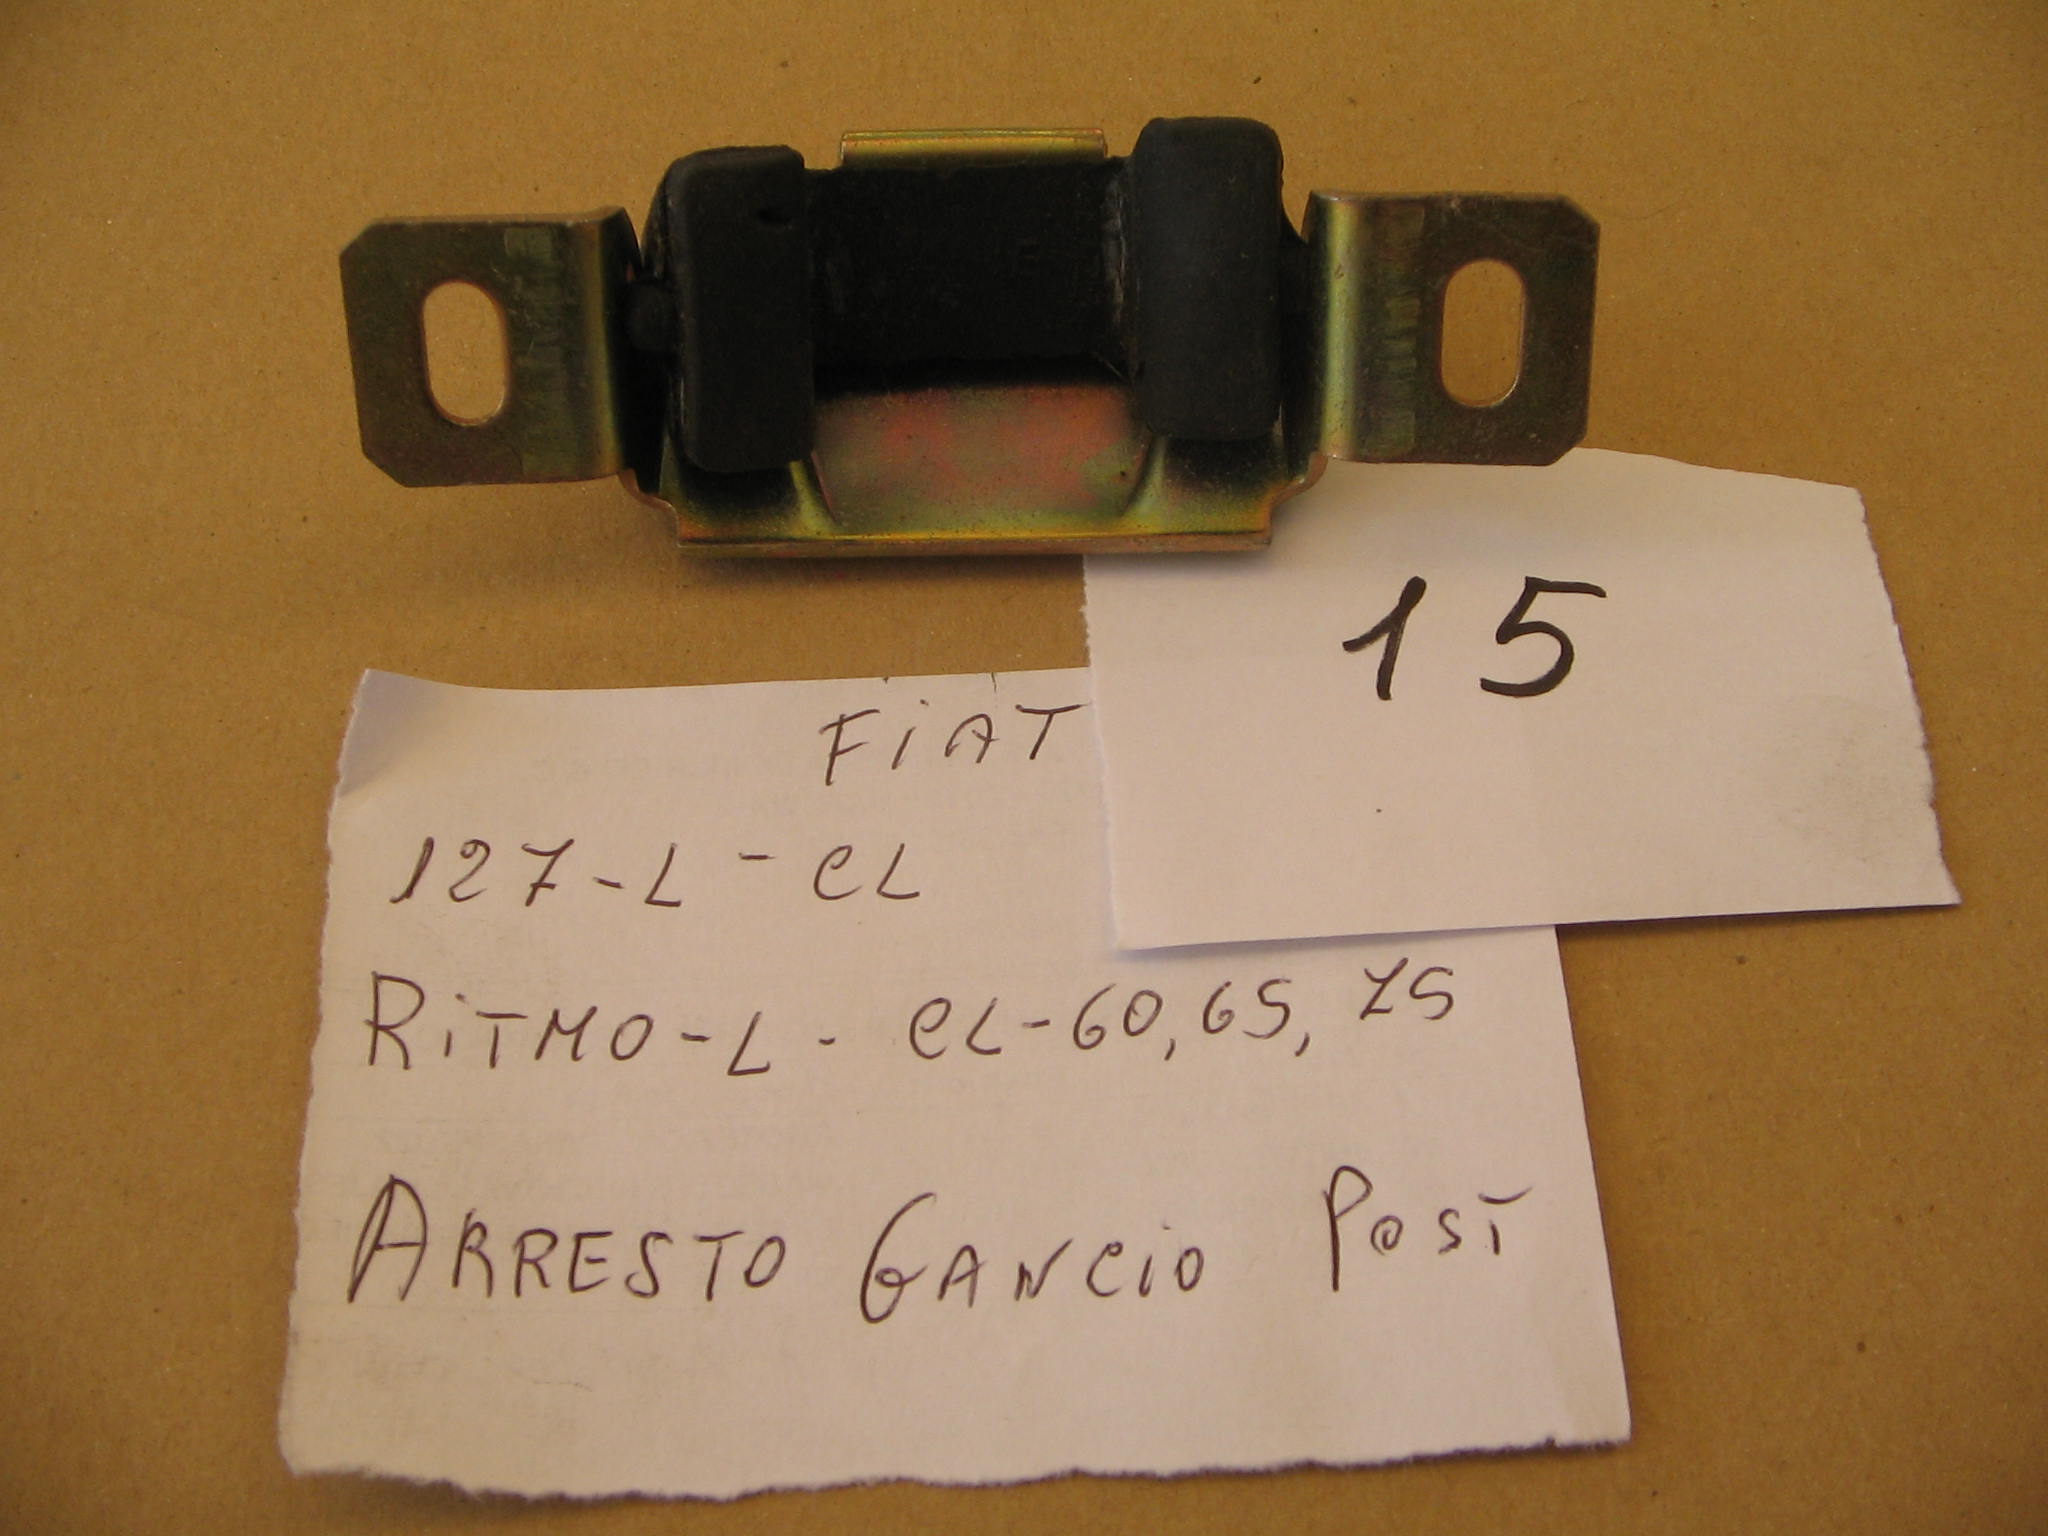 15
FiAT
127-L-CL
RiTMO-L-CL-60,65,75
ARRESTO GANCiO POST